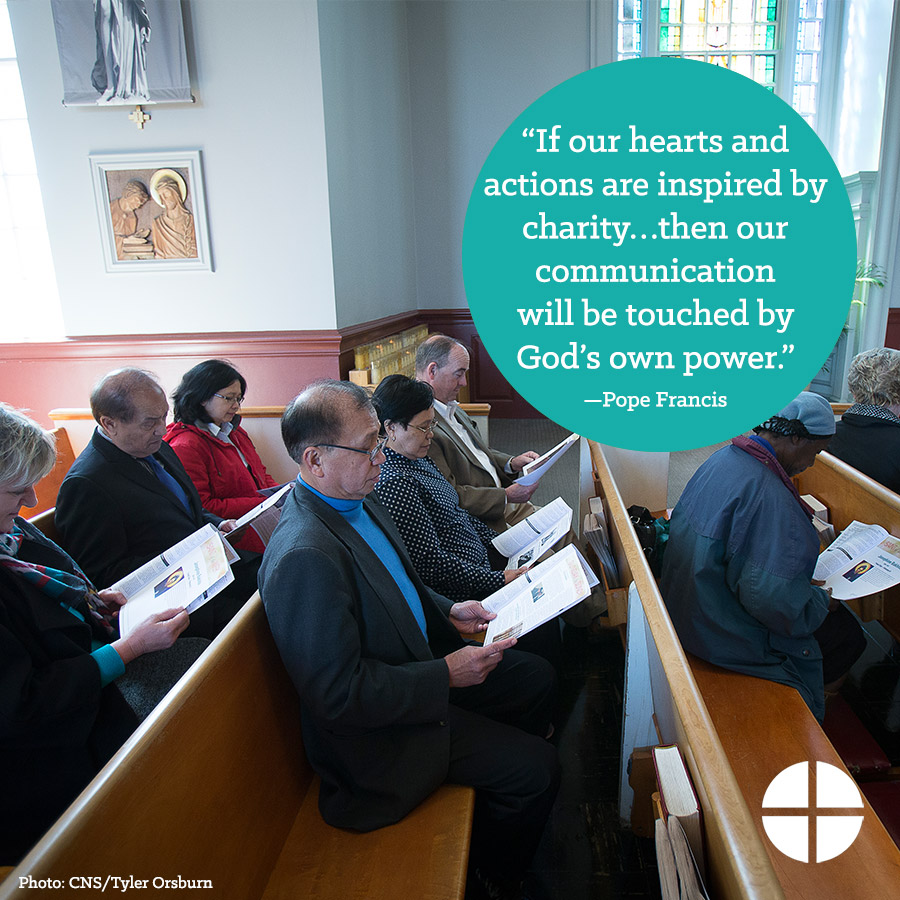 “If our hearts and
actions are inspired by
charity…then our
communication
will be touched by
God’s own power.”
—Pope Francis
Photo: CNS/Tyler Orsburn